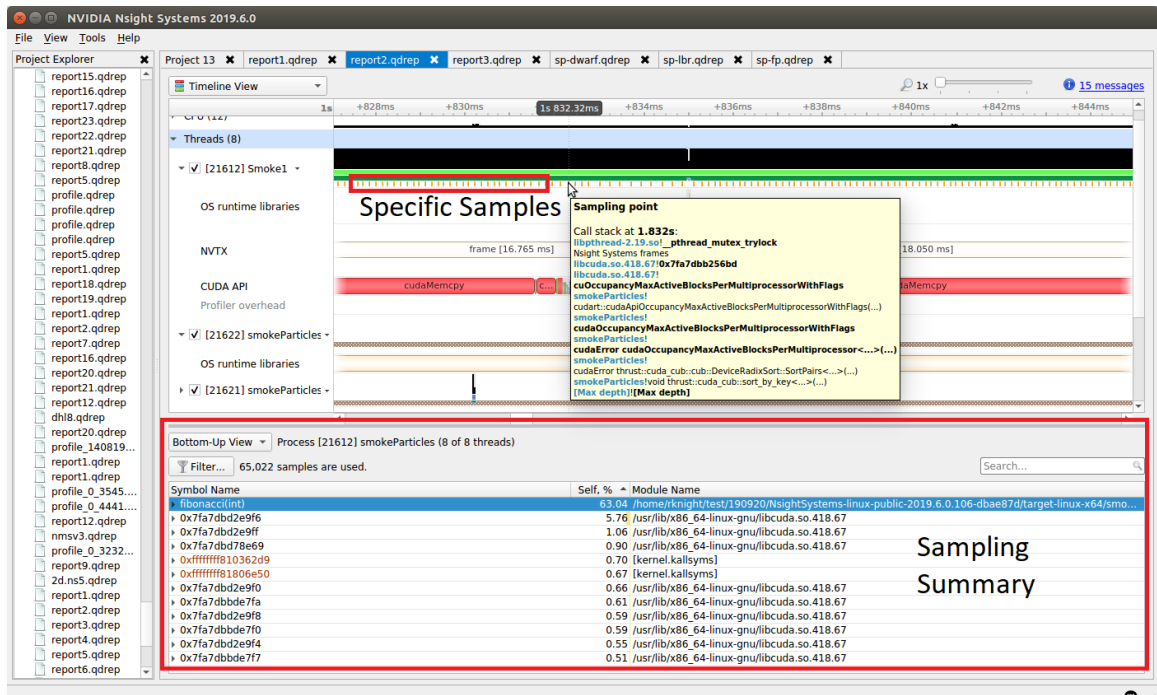 NVIDIA Nsight Systems 2019.6.0
File View Tools Help
Project Explorer
report15.qdrep
report16.qdrep
report17.qdrep
report23.qdrep
report22.qdrep
report21.qdrep
report8.qdrep
report5.qdrep
profile.qdrep
profile.qdrep
profile.qdrep
profile.qdrep
report5.qdrep
report1.qdrep
report18.qdrep
report19.qdrep
report1.qdrep
report2.qdrep
report7.qdrep
report16.qdrep
report20.qdrep
report21.qdrep
report12.qdrep
dhl8.qdrep
report20.qdrep
profile_140819...
report1.qdrep
report1.qdrep
profile_0_3545....
profile_0_4441....
report12.qdrep
nmsv3.qdrep
profile_0_3232...
report9.qdrep
2d.ns5.qdrep
report1.qdrep
report2.qdrep
report3.qdrep
report4.qdrep
report5.qdrep
report6.qdrep
Project 13 report1.qdrep report2.qdrep report3.qdrep sp-dwarf.qdrep sp-lbr.qdrep sp-fp.qdrep
Timeline View 1x 15 messages
1s +828ms +830ms 1s 832.32ms +834ms +836ms +838ms +840ms +842ms +844ms
CPU (12)
Threads (8)
[21612] Smoke1
OS runtime libraries
NVTX frame [16.765 ms] [18.050 ms]
CUDA API cudaMemcpy c... daMemcpy
Profiler overhead
[21622] smokeParticles
OS runtime libraries
[21621] smokeParticles
Specific Samples
Sampling point
Call stack at 1.832s:
libpthread-2.19.so!__pthread_mutex_trylock
Nsight Systems frames
libcuda.so.418.67!0x7fa7dbb256bd
libcuda.so.418.67!
cuOccupancyMaxActiveBlocksPerMultiprocessorWithFlags
smokeParticles!
cudart::cudaApiOccupancyMaxActiveBlocksPerMultiprocessorWithFlags(...)
smokeParticles!
cudaOccupancyMaxActiveBlocksPerMultiprocessorWithFlags
smokeParticles!
cudaError cudaOccupancyMaxActiveBlocksPerMultiprocessor<...>(...)
smokeParticles!
cudaError thrust::cuda_cub::cub::DeviceRadixSort::SortPairs<...>(...)
smokeParticles!void thrust::cuda_cub::sort_by_key<...>(...)
[Max depth]![Max depth]
Bottom-Up View Process [21612] smokeParticles (8 of 8 threads)
Filter... 65,022 samples are used. Search...
Symbol Name Self, % Module Name
fibonacci(int) 63.04 /home/rknight/test/190920/NsightSystems-linux-public-2019.6.0.106-dbae87d/target-linux-x64/smo...
0x7fa7dbd2e9f6 5.76 /usr/lib/x86_64-linux-gnu/libcuda.so.418.67
0x7fa7dbd2e9ff 1.06 /usr/lib/x86_64-linux-gnu/libcuda.so.418.67
0x7fa7dbd78e69 0.90 /usr/lib/x86_64-linux-gnu/libcuda.so.418.67
0xffffffff810362d9 0.70 [kernel.kallsyms]
0xffffffff81806e50 0.67 [kernel.kallsyms]
0x7fa7dbd2e9f0 0.66 /usr/lib/x86_64-linux-gnu/libcuda.so.418.67
0x7fa7dbbde7fa 0.61 /usr/lib/x86_64-linux-gnu/libcuda.so.418.67
0x7fa7dbd2e9f8 0.59 /usr/lib/x86_64-linux-gnu/libcuda.so.418.67
0x7fa7dbbde7f0 0.59 /usr/lib/x86_64-linux-gnu/libcuda.so.418.67
0x7fa7dbd2e9f4 0.55 /usr/lib/x86_64-linux-gnu/libcuda.so.418.67
0x7fa7dbbde7f7 0.51 /usr/lib/x86_64-linux-gnu/libcuda.so.418.67
Sampling
Summary